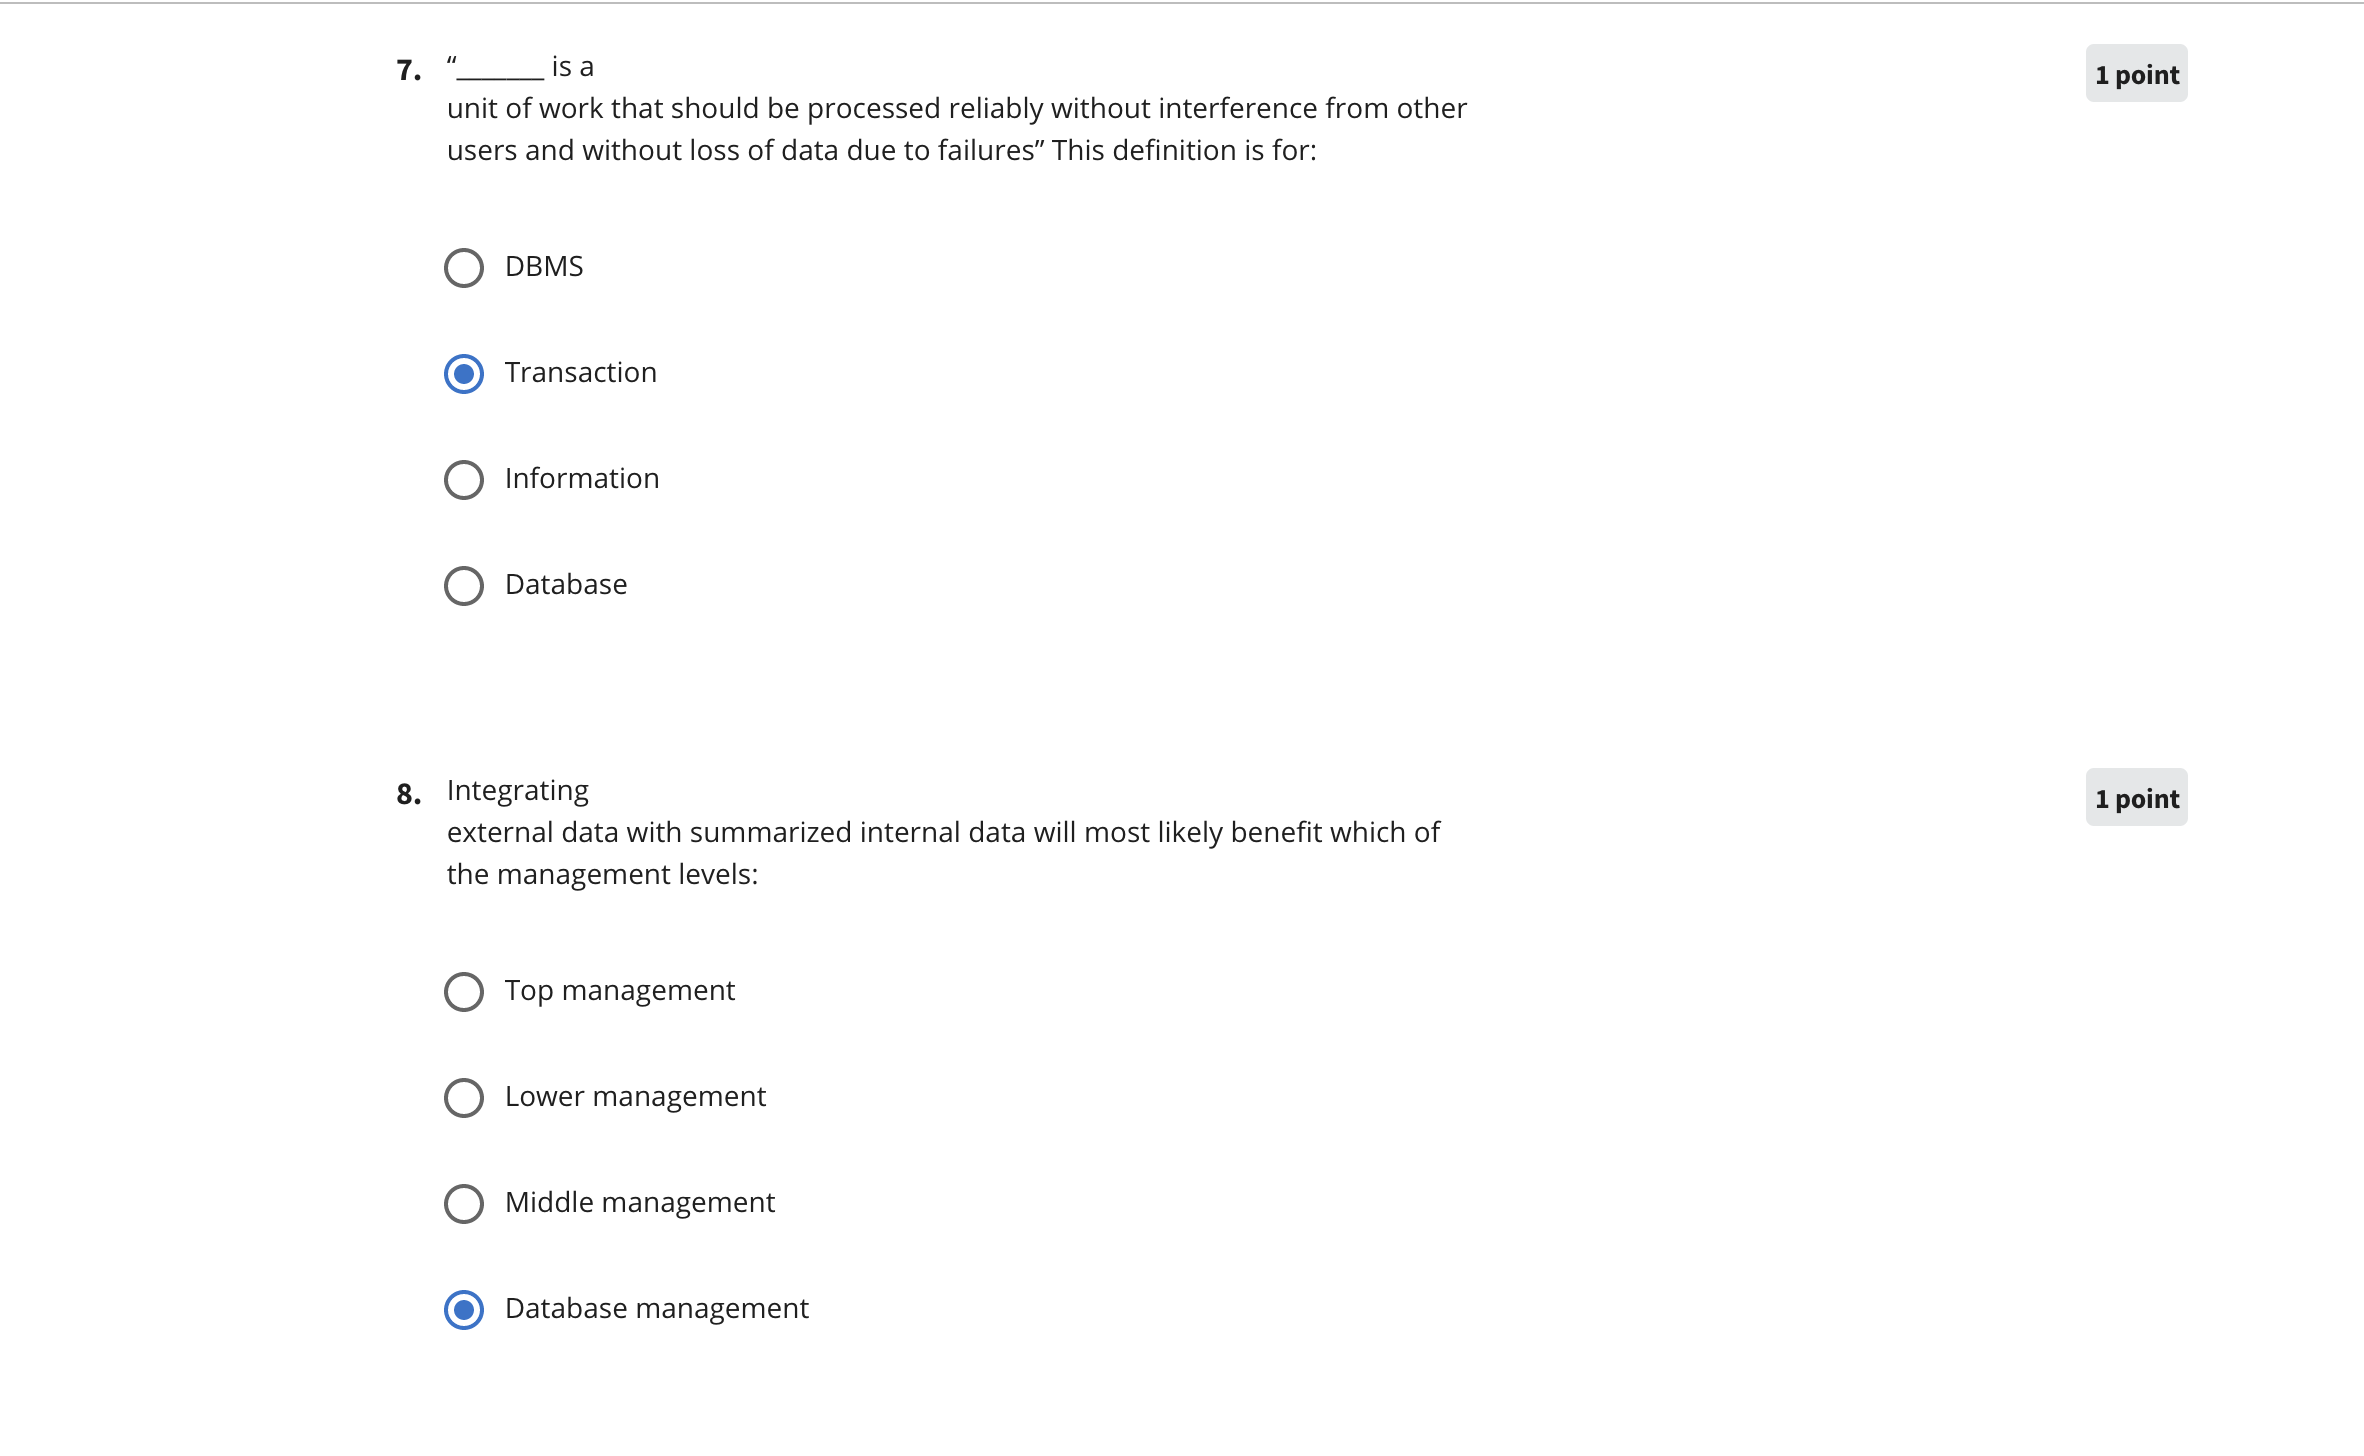 7. “_______ is a
1 point
unit of work that should be processed reliably without interference from other
users and without loss of data due to failures” This definition is for:
DBMS
Transaction
Information
Database
8. Integrating
1 point
external data with summarized internal data will most likely benefit which of
the management levels:
Top management
Lower management
Middle management
Database management